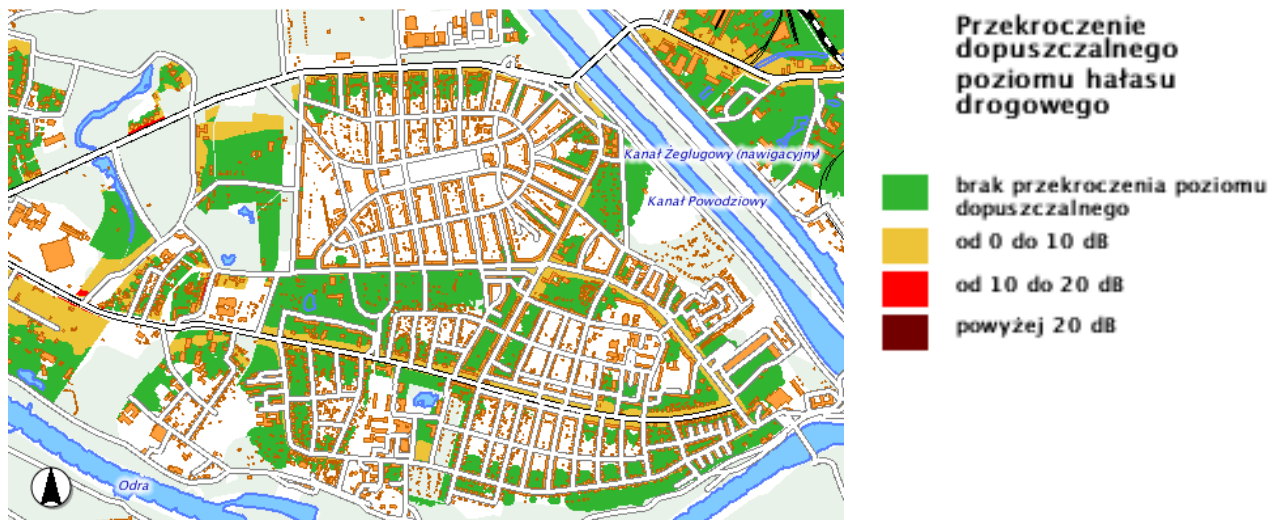 Przekroczenie
dopuszczalnego
poziomu hałasu
drogowego
Kanał Żeglugowy (nawigacyjny)
Kanał Powodziowy
brak przekroczenia poziomu
dopuszczalnego
od 0 do 10 dB
od 10 do 20 dB
powyżej 20 dB
Odra